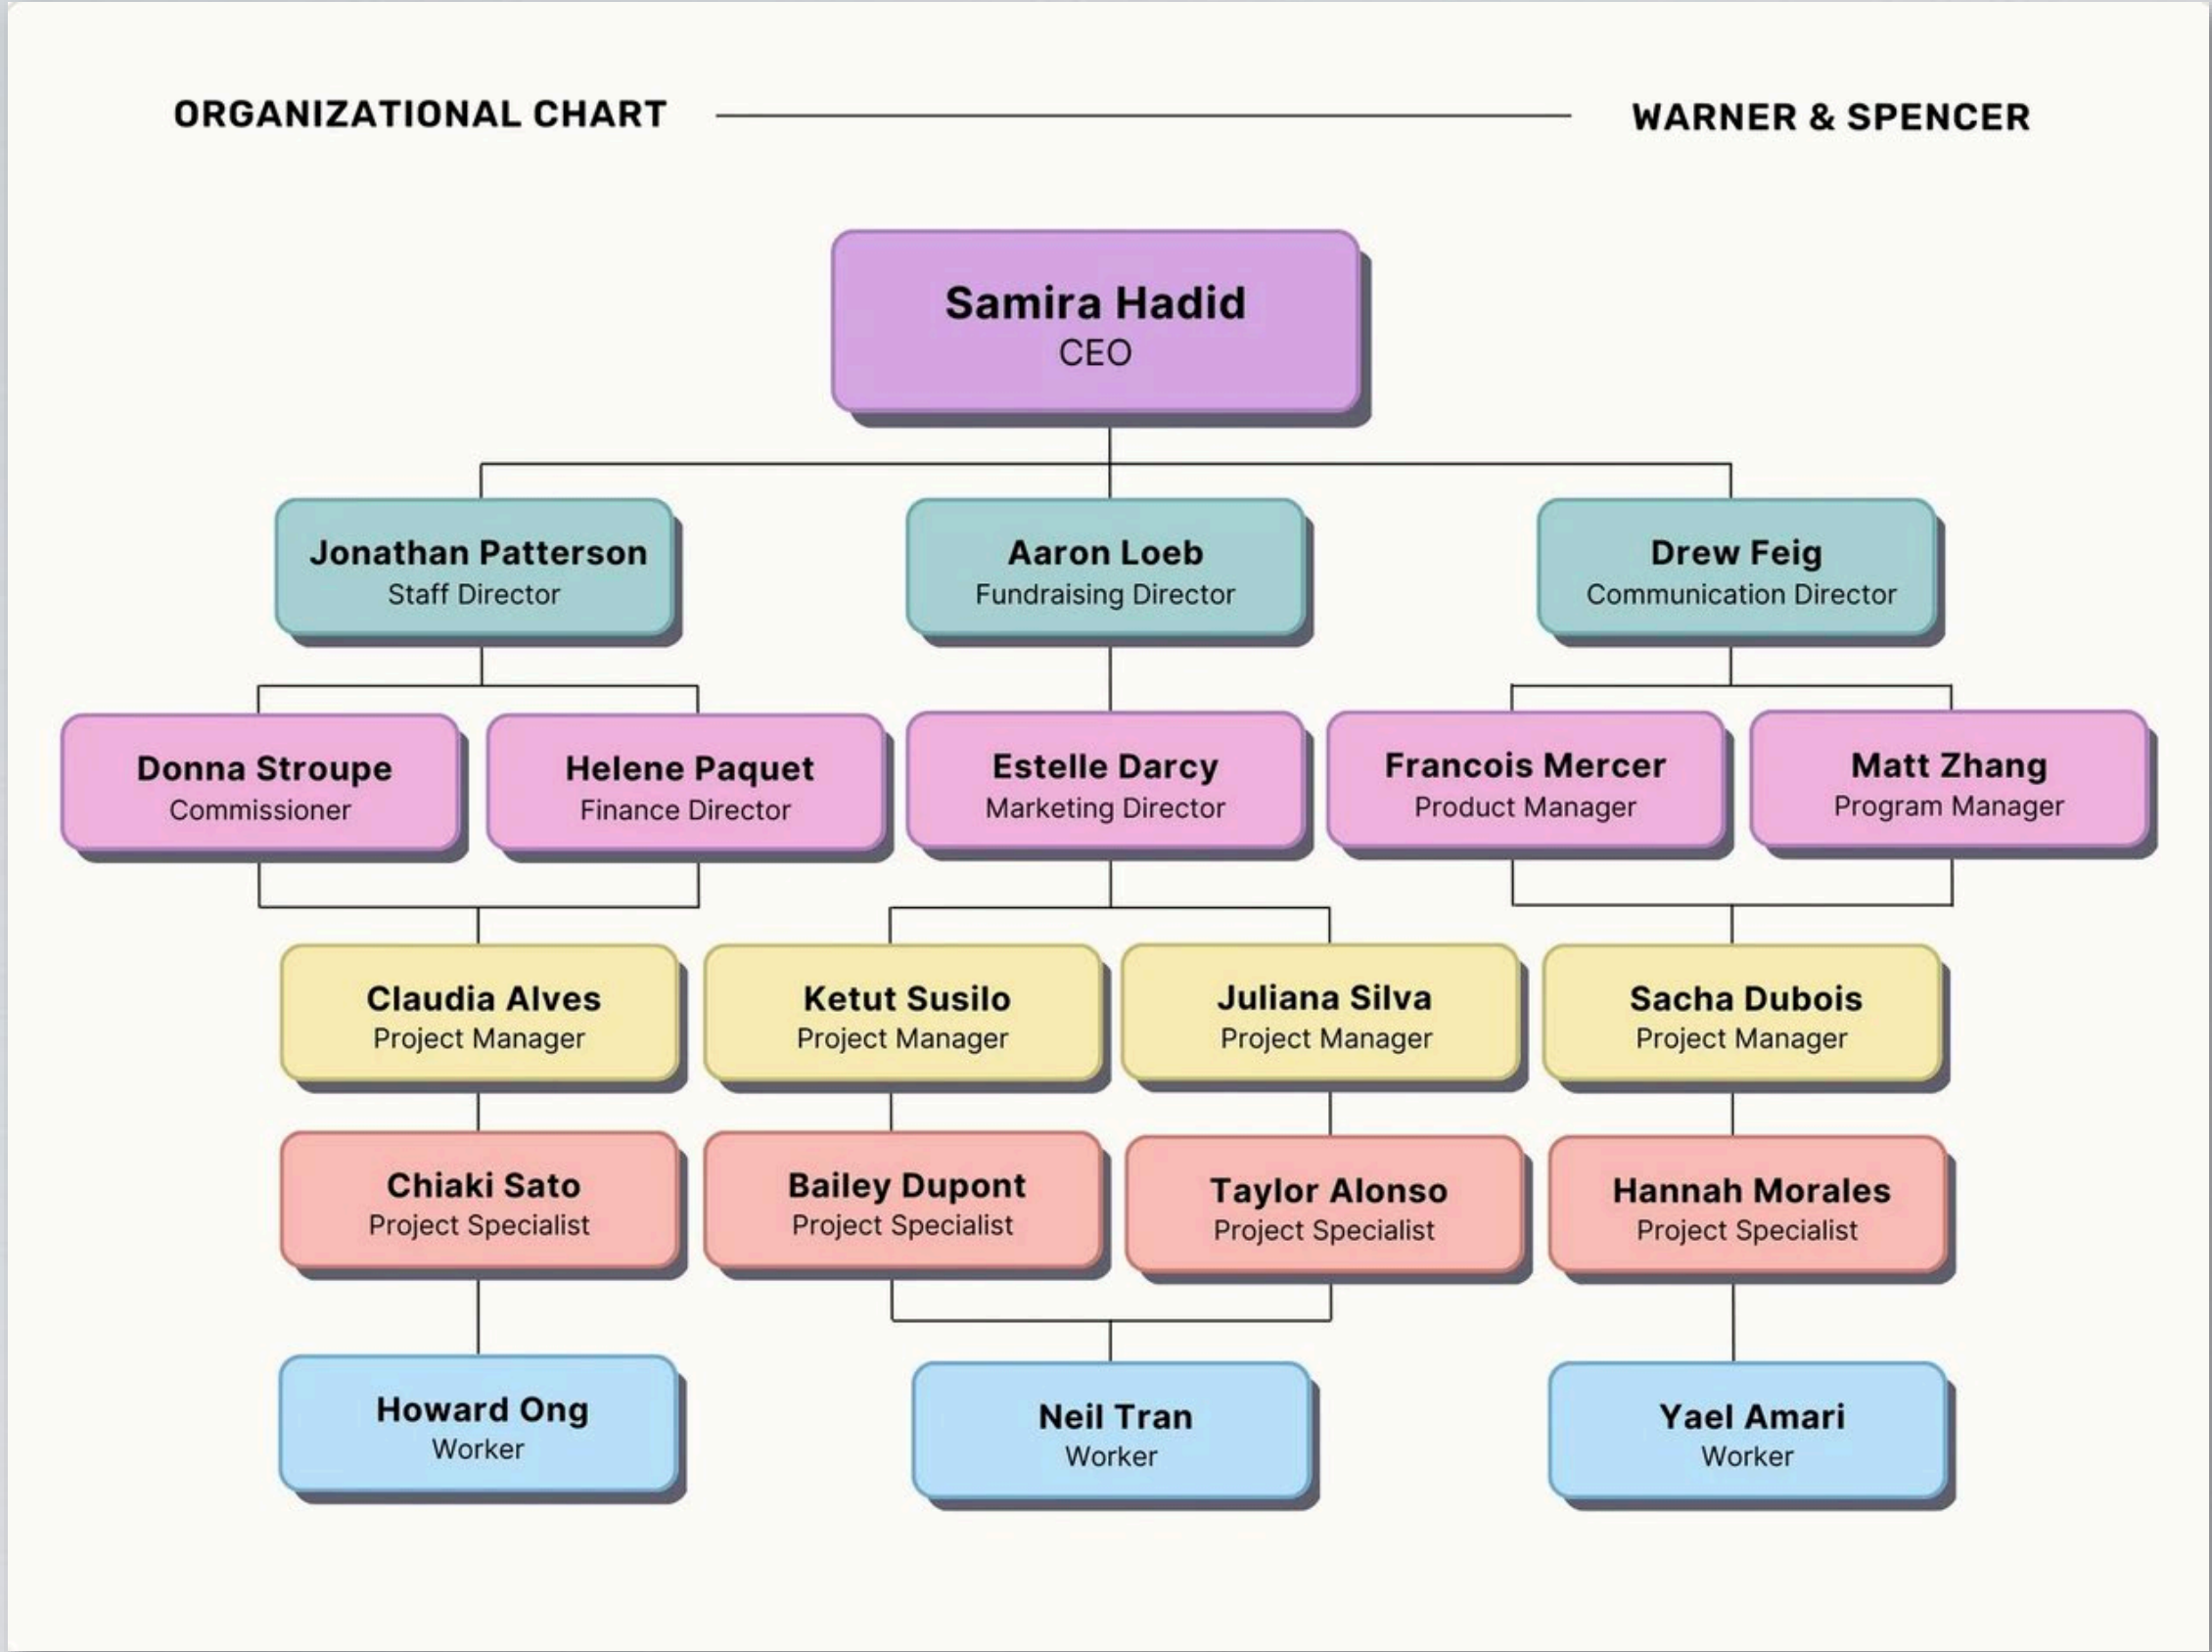 ORGANIZATIONAL CHART
WARNER & SPENCER
Samira Hadid
CEO
Jonathan Patterson
Staff Director
Aaron Loeb
Fundraising Director
Drew Feig
Communication Director
Donna Stroupe
Commissioner
Helene Paquet
Finance Director
Estelle Darcy
Marketing Director
Francois Mercer
Product Manager
Matt Zhang
Program Manager
Claudia Alves
Project Manager
Ketut Susilo
Project Manager
Juliana Silva
Project Manager
Sacha Dubois
Project Manager
Chiaki Sato
Project Specialist
Bailey Dupont
Project Specialist
Taylor Alonso
Project Specialist
Hannah Morales
Project Specialist
Howard Ong
Worker
Neil Tran
Worker
Yael Amari
Worker